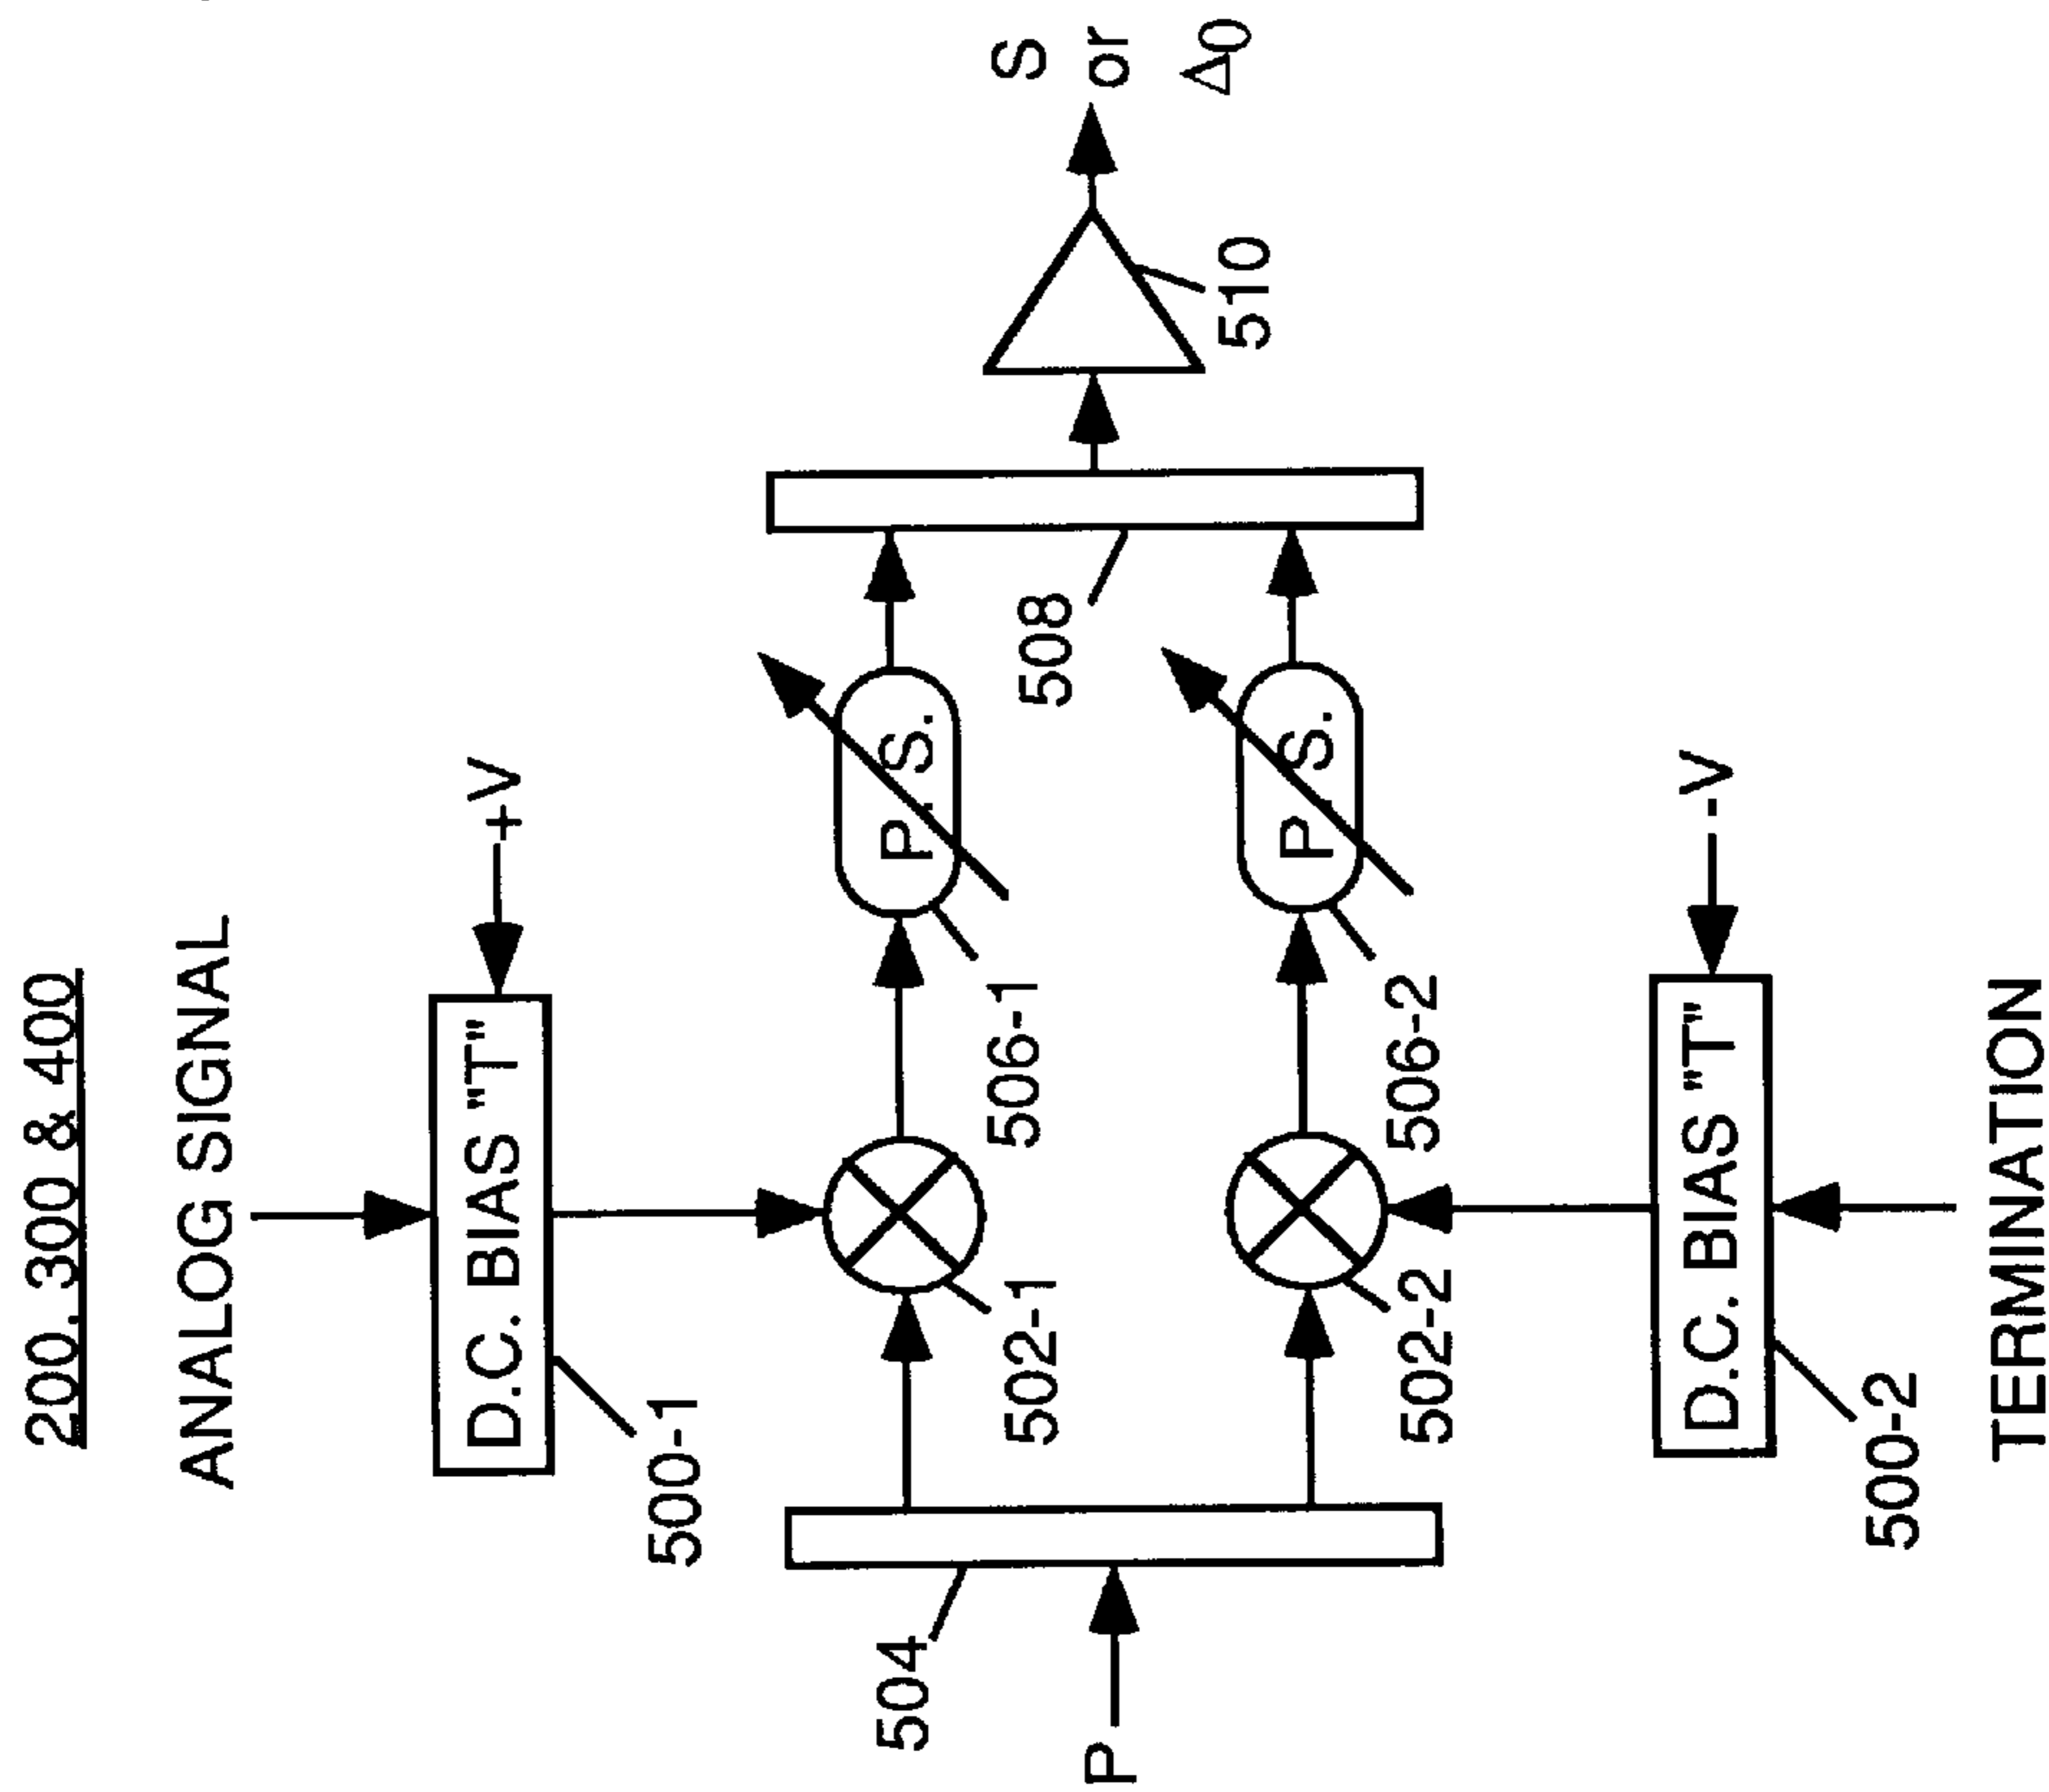 200, 300 & 400
ANALOG SIGNAL
D.C. BIAS "T"
+V
500-1
P. S.
504
502-1
506-1
508
S
or
Δ0
P
510
P. S.
502-2
506-2
D.C. BIAS "T"
-V
500-2
TERMINATION